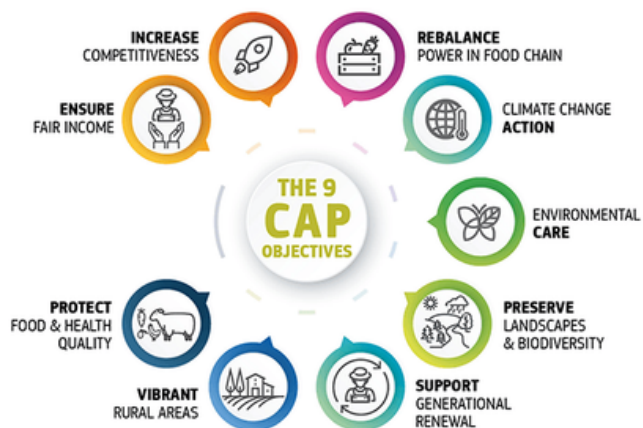 THE 9
CAP
OBJECTIVES
ENSURE
FAIR INCOME
INCREASE
COMPETITIVENESS
REBALANCE
POWER IN FOOD CHAIN
CLIMATE CHANGE
ACTION
ENVIRONMENTAL
CARE
PRESERVE
LANDSCAPES
& BIODIVERSITY
SUPPORT
GENERATIONAL
RENEWAL
VIBRANT
RURAL AREAS
PROTECT
FOOD & HEALTH
QUALITY